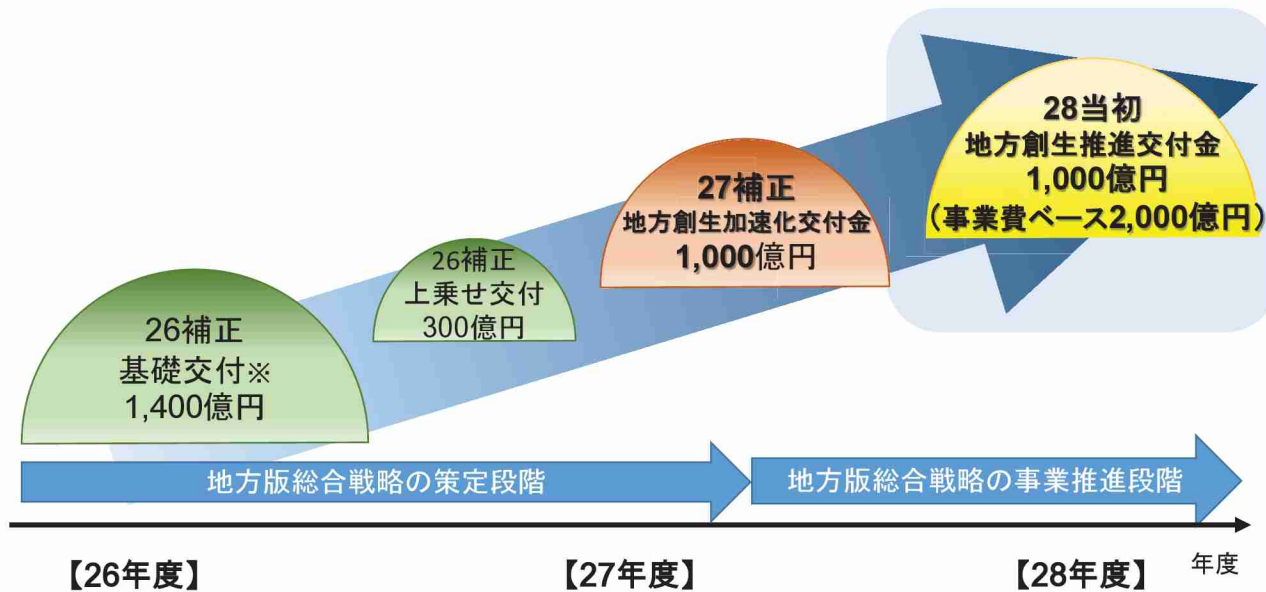 26補正
基礎交付※
1,400億円
26補正
上乗せ交付
300億円
27補正
地方創生加速化交付金
1,000億円
28当初
地方創生推進交付金
1,000億円
（事業費ベース2,000億円）
地方版総合戦略の策定段階
地方版総合戦略の事業推進段階
【26年度】
【27年度】
【28年度】
年度